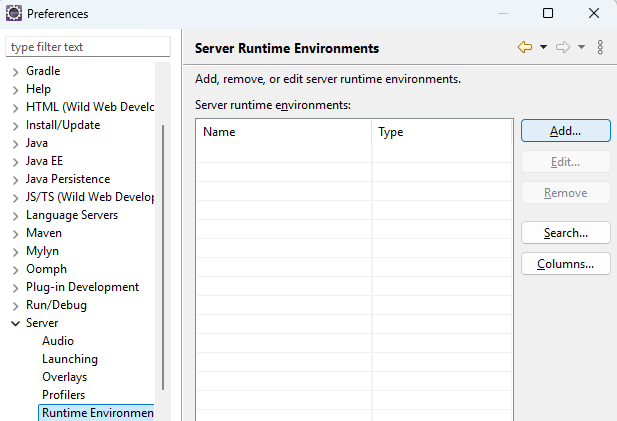 Preferences
type filter text
Gradle
Help
HTML (Wild Web Develo
Install/Update
Java
Java EE
Java Persistence
JS/TS (Wild Web Develop
Language Servers
Maven
Mylyn
Oomph
Plug-in Development
Run/Debug
Server
Audio
Launching
Overlays
Profilers
Runtime Environmen
Server Runtime Environments
Add, remove, or edit server runtime environments.
Server runtime environments:
Name Type
Add...
Edit...
Remove
Search...
Columns...